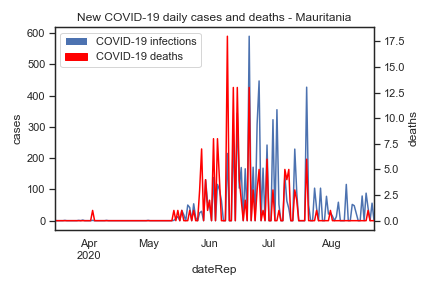 New COVID-19 daily cases and deaths - Mauritania
COVID-19 infections
COVID-19 deaths
cases
600
500
400
300
200
100
0
deaths
17.5
15.0
12.5
10.0
7.5
5.0
2.5
0.0
Apr
2020
May
Jun
Jul
Aug
dateRep